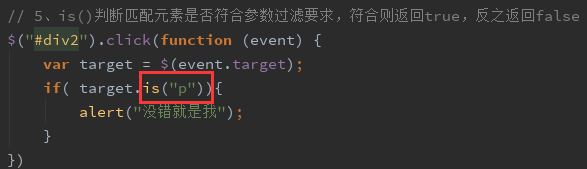 // 5、is()判断匹配元素是否符合参数过滤要求，符合则返回true，反之返回false
$("#div2").click(function (event) {
    var target = $(event.target);
    if( target.is("p")){
        alert("没错就是我");
    }
})